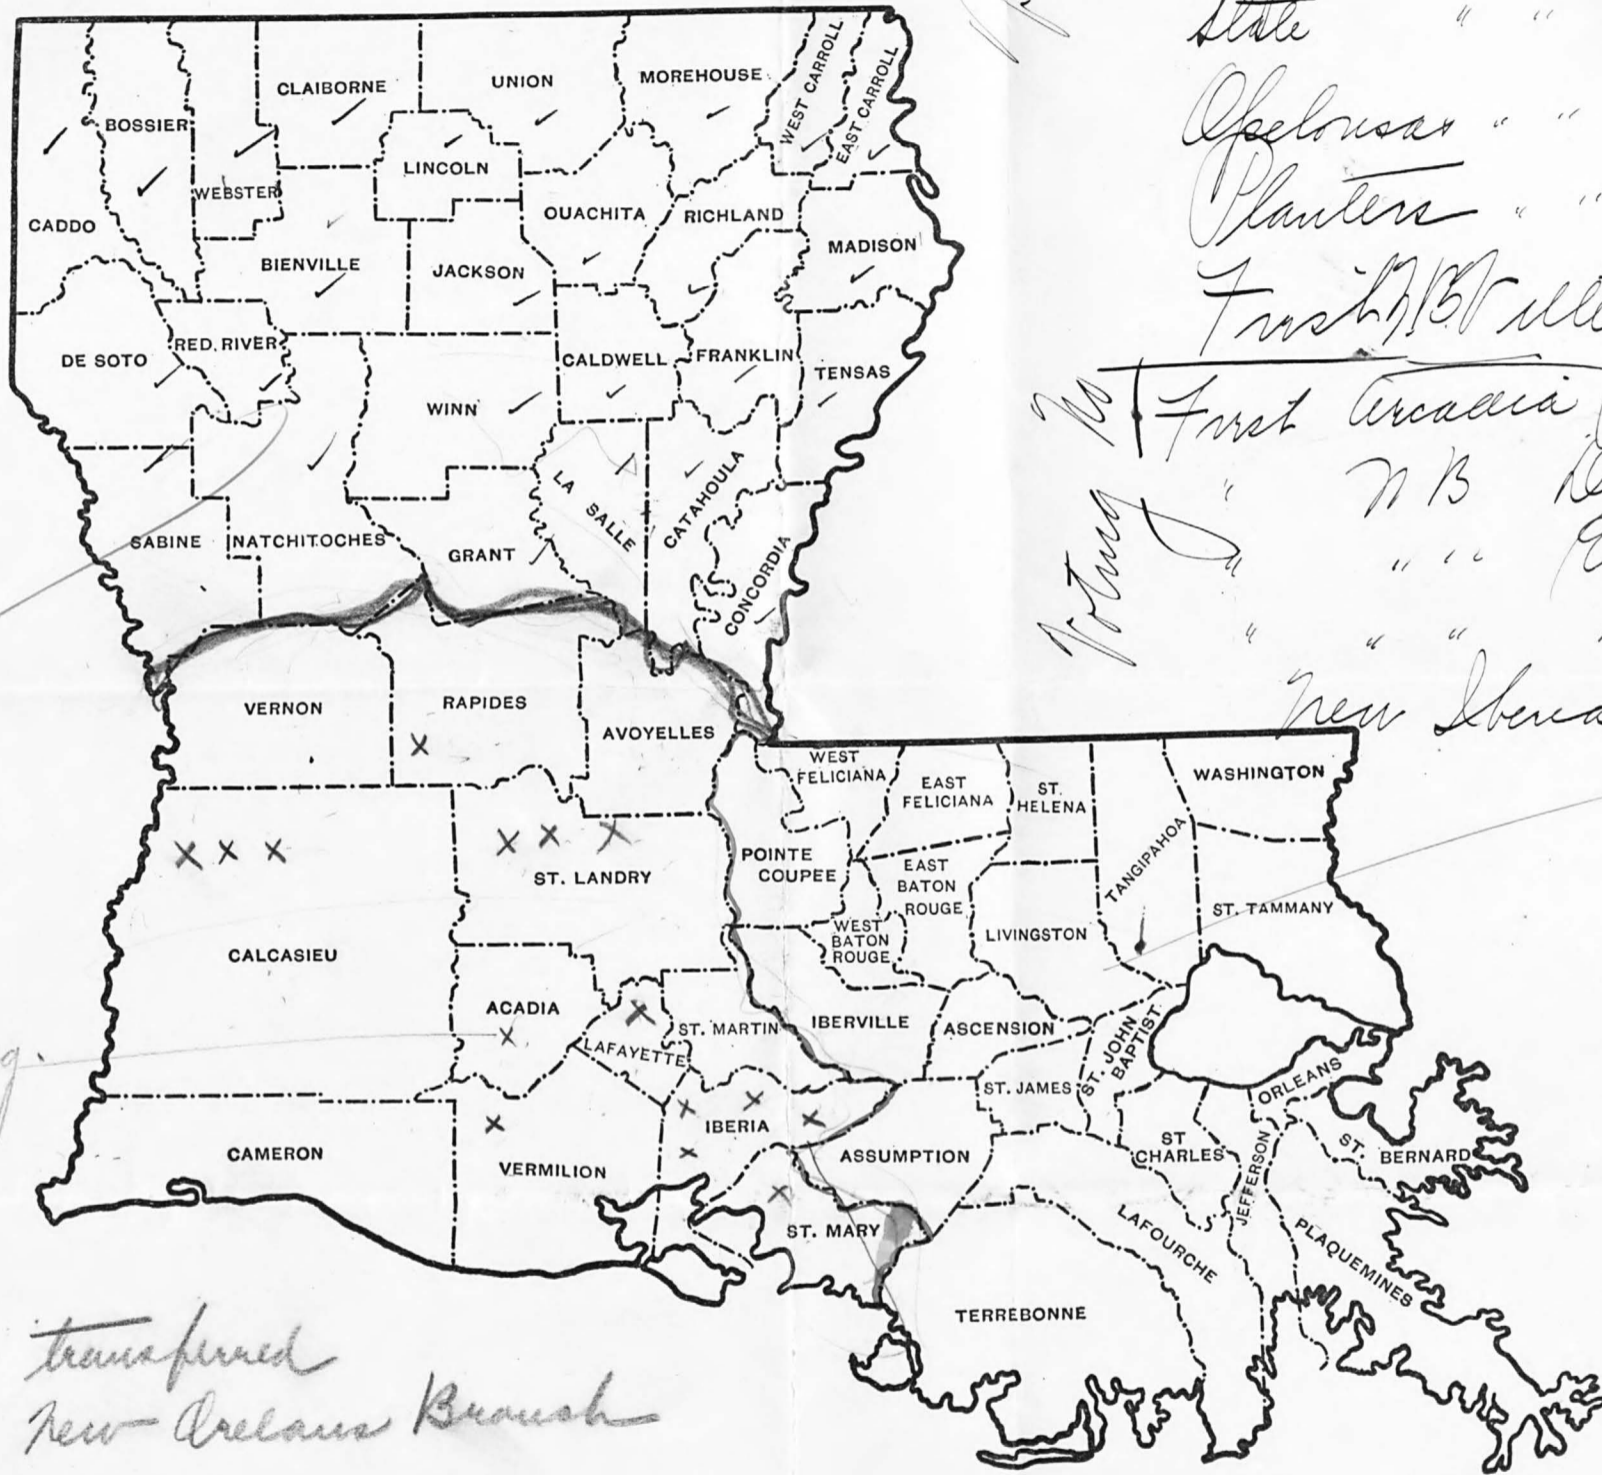 State " "
Opelousas " "
Planters " "
First N B Ville
No
First Arcadia
" N B
" " "
" " " "
New Iberia
Voting
CLAIBORNE
UNION
MOREHOUSE
WEST CARROLL
EAST CARROLL
BOSSIER
WEBSTER
LINCOLN
CADDO
OUACHITA
RICHLAND
MADISON
BIENVILLE
JACKSON
DE SOTO
RED RIVER
CALDWELL
FRANKLIN
TENSAS
WINN
LA SALLE
CATAHOULA
SABINE
NATCHITOCHES
GRANT
CONCORDIA
VERNON
RAPIDES
AVOYELLES
WEST
FELICIANA
EAST
FELICIANA
ST.
HELENA
WASHINGTON
TANGIPAHOA
POINTE
COUPEE
EAST
BATON
ROUGE
ST. LANDRY
ST. TAMMANY
WEST
BATON
ROUGE
LIVINGSTON
CALCASIEU
ACADIA
ST. MARTIN
IBERVILLE
ASCENSION
ST. JOHN
BAPTIST
LAFAYETTE
ST. JAMES
ORLEANS
CAMERON
VERMILION
IBERIA
ASSUMPTION
ST
CHARLES
JEFFERSON
ST. BERNARD
ST. MARY
LAFOURCHE
PLAQUEMINES
TERREBONNE
transferred
New Orleans Branch